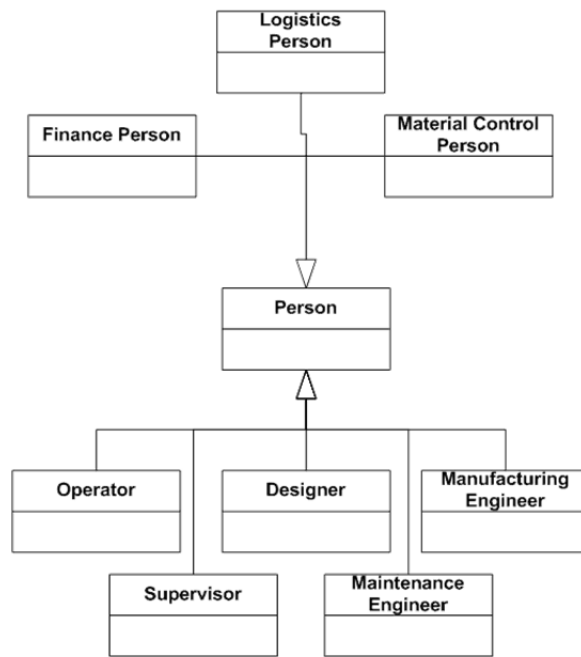 Logistics
Person
Finance Person
Material Control
Person
Person
Operator
Designer
Manufacturing
Engineer
Supervisor
Maintenance
Engineer